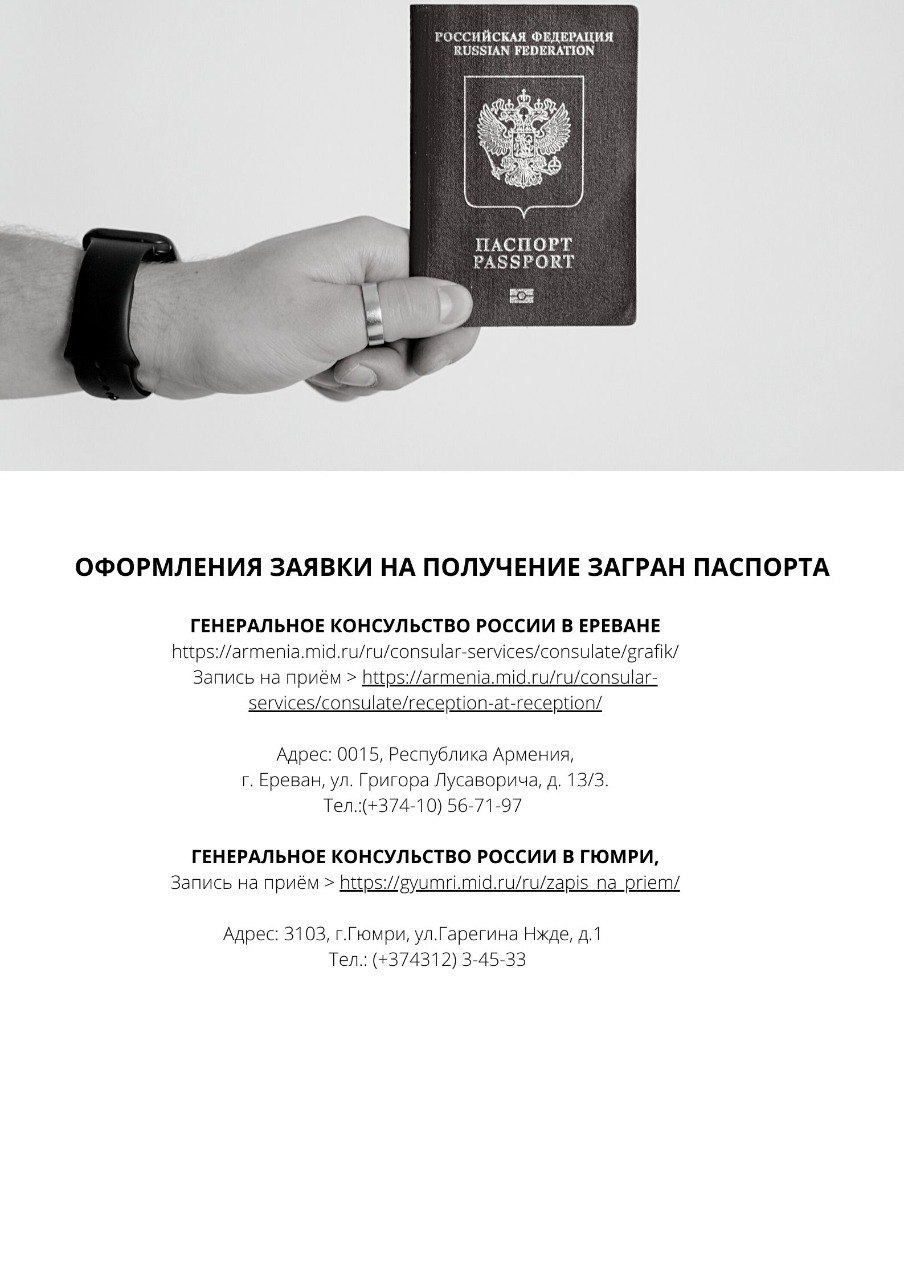 РОССИЙСКАЯ ФЕДЕРАЦИЯ
RUSSIAN FEDERATION
ПАСПОРТ
PASSPORT
ОФОРМЛЕНИЯ ЗАЯВКИ НА ПОЛУЧЕНИЕ ЗАГРАН ПАСПОРТА
ГЕНЕРАЛЬНОЕ КОНСУЛЬСТВО РОССИИ В ЕРЕВАНЕ
https://armenia.mid.ru/ru/consular-services/consulate/grafik/
Запись на приём > https://armenia.mid.ru/ru/consular-
services/consulate/reception-at-reception/
Адрес: 0015, Республика Армения,
г. Ереван, ул. Григора Лусаворича, д. 13/3.
Тел.:(+374-10) 56-71-97
ГЕНЕРАЛЬНОЕ КОНСУЛЬСТВО РОССИИ В ГЮМРИ,
Запись на приём > https://gyumri.mid.ru/ru/zapis_na_priem/
Адрес: 3103, г.Гюмри, ул.Гарегина Нжде, д.1
Тел.: (+374312) 3-45-33